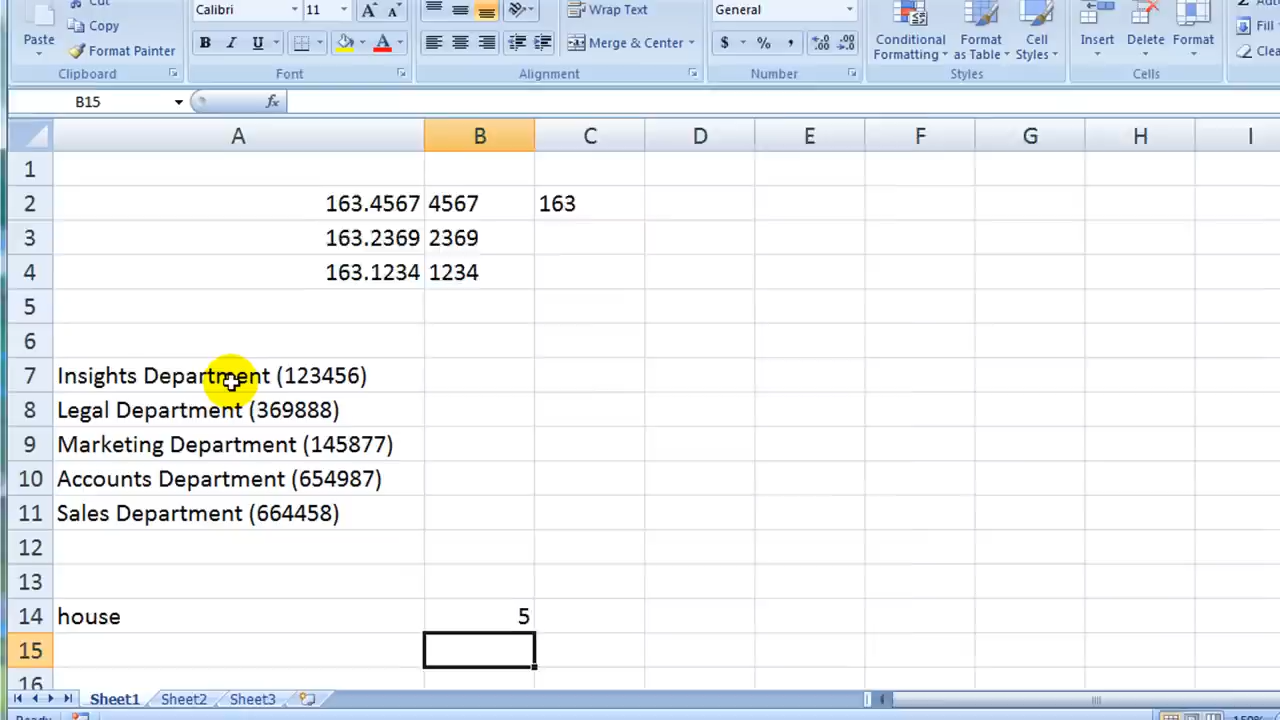 Cut
Calibri 11 A A Wrap Text General
Paste Copy Conditional Format Cell Insert Delete Format Fill
Format Painter B I U A Merge & Center $ % , .00 Formatting as Table Styles Clea
Clipboard Font Alignment Number Styles Cells
B15 fx
A B C D E F G H I
1
2 163.4567 4567 163
3 163.2369 2369
4 163.1234 1234
5
6
7 Insights Department (123456)
8 Legal Department (369888)
9 Marketing Department (145877)
10 Accounts Department (654987)
11 Sales Department (664458)
12
13
14 house 5
15
16
Sheet1 Sheet2 Sheet3
Ready 150%